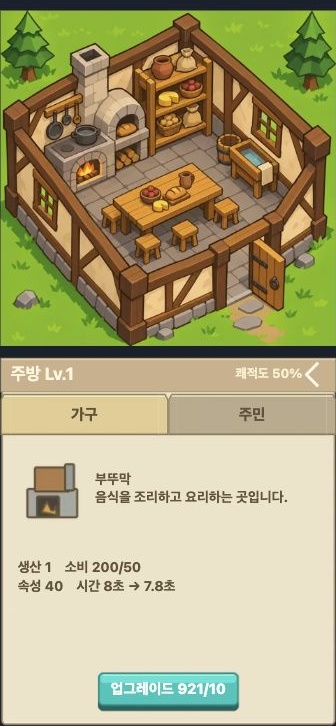 주방 Lv.1
쾌적도 50%
가구
주민
부뚜막
음식을 조리하고 요리하는 곳입니다.
생산 1 소비 200/50
속성 40 시간 8초 → 7.8초
업그레이드 921/10